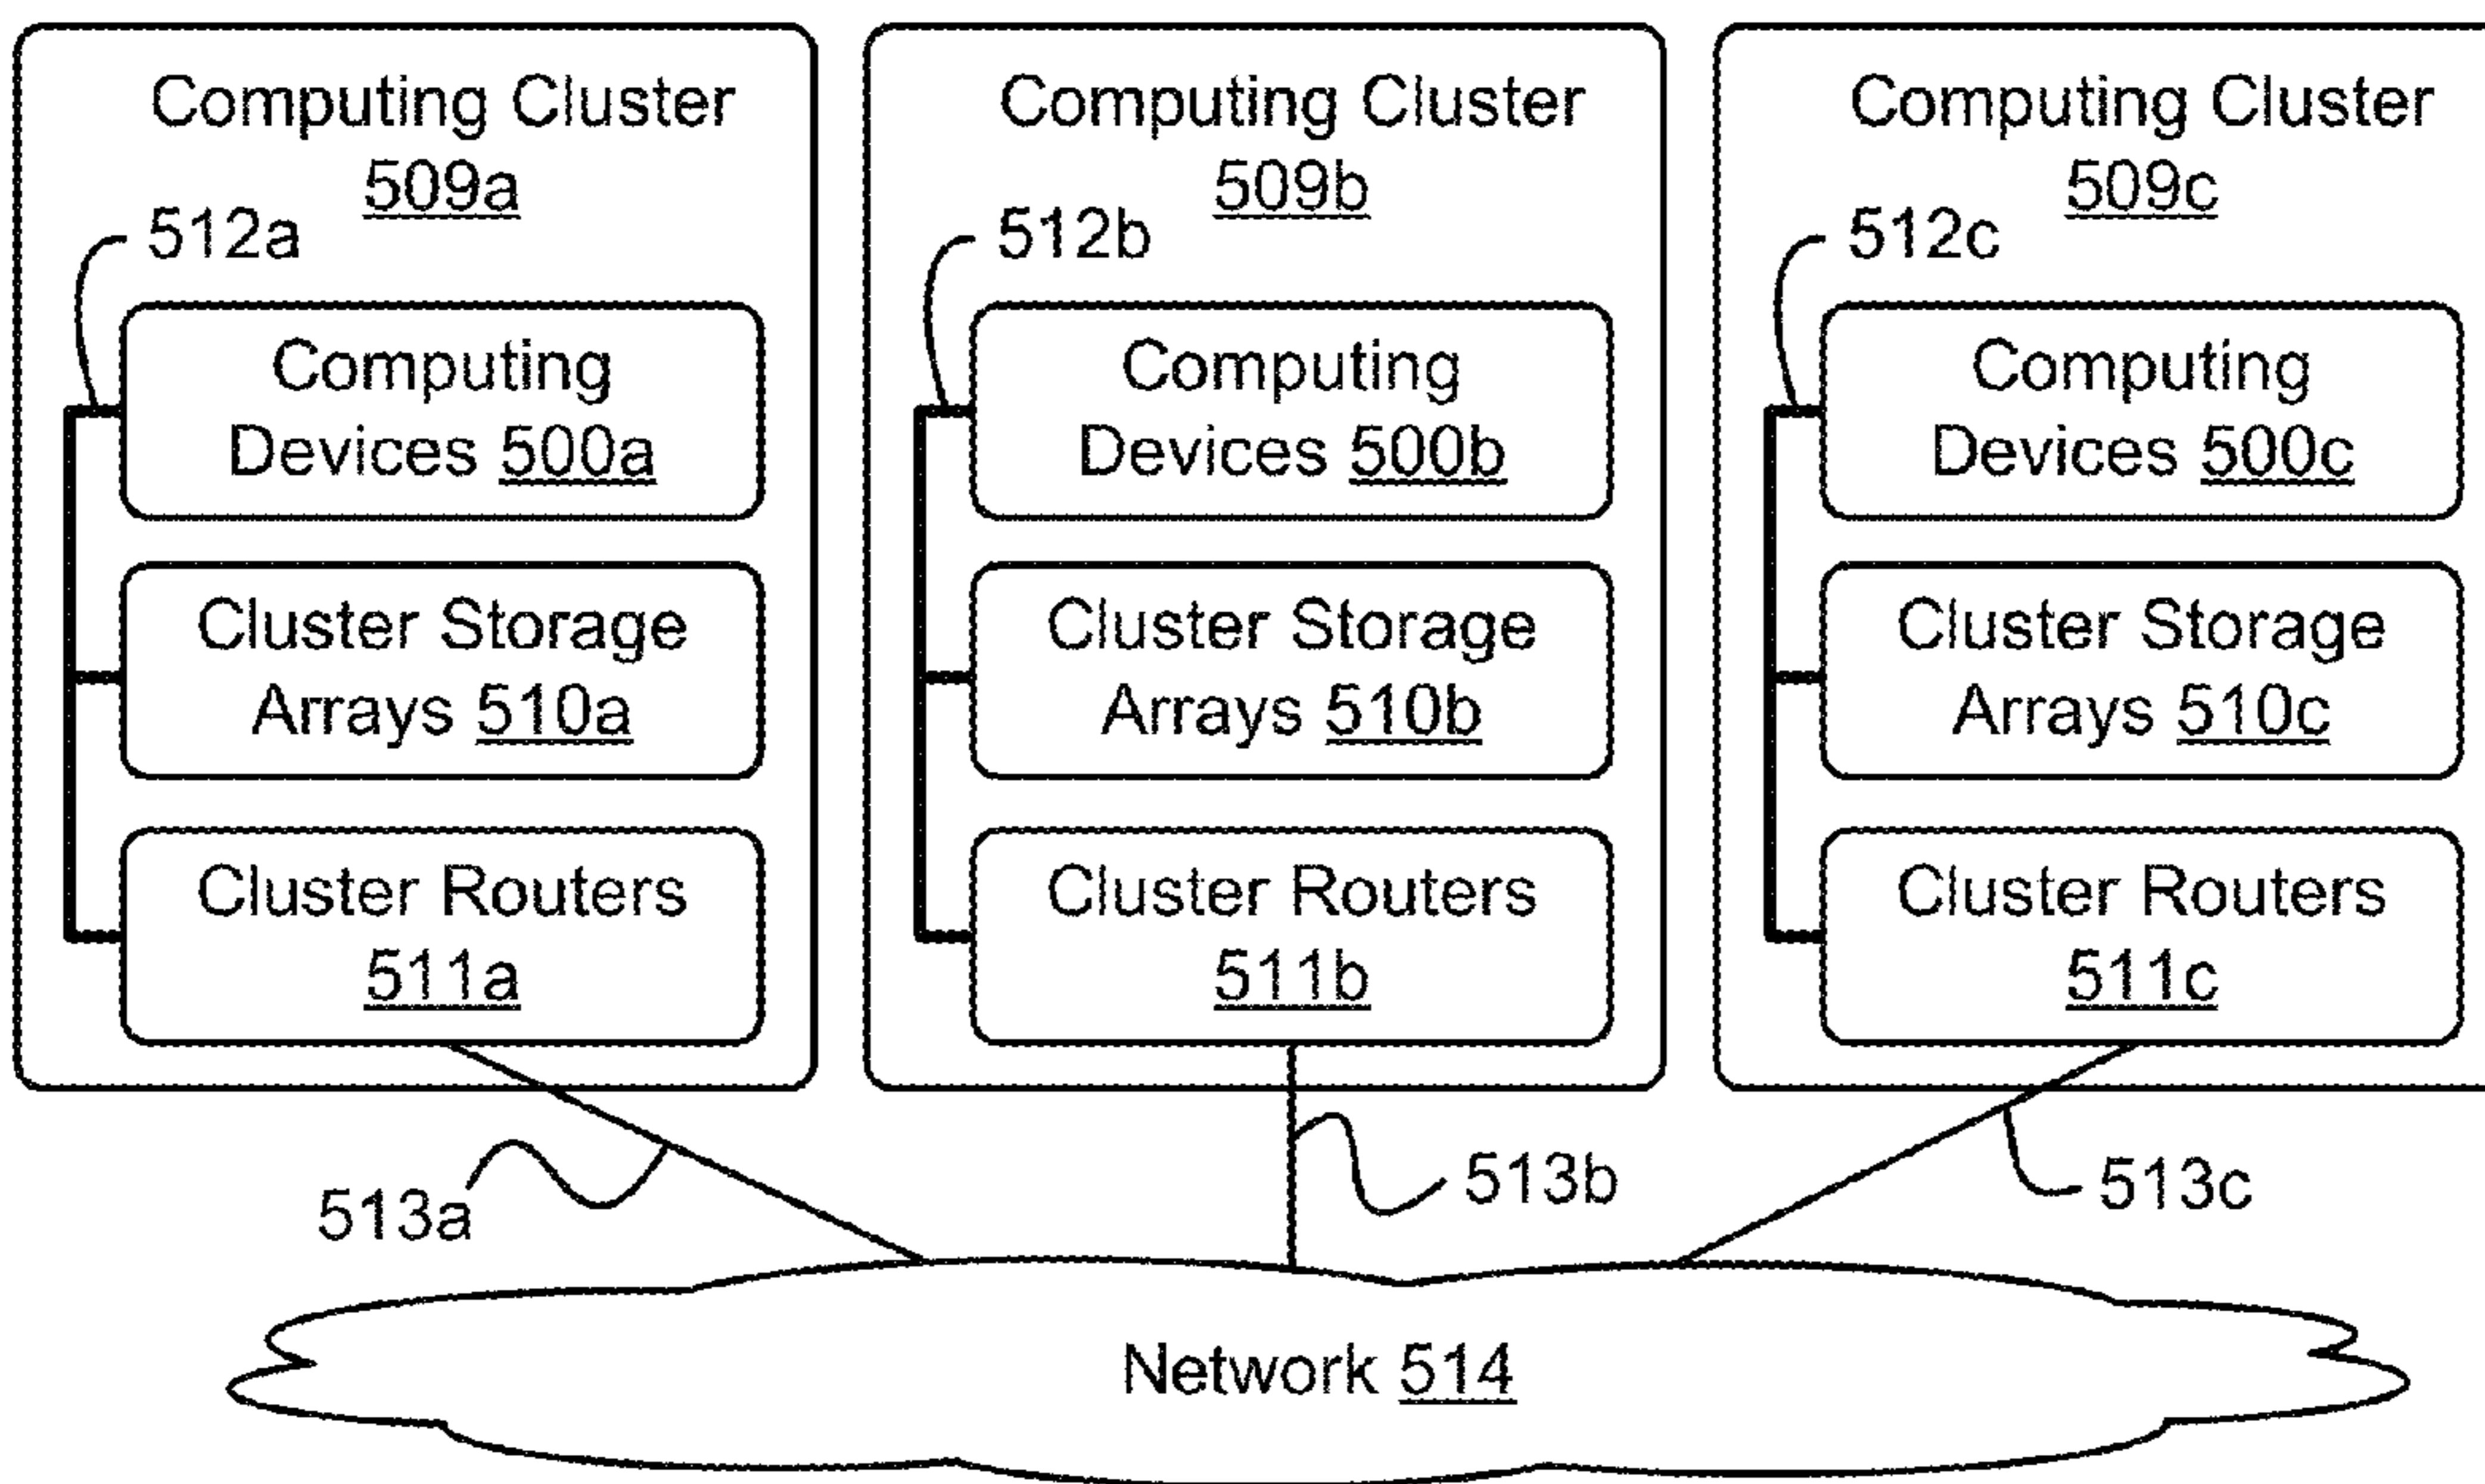 Computing Cluster
509a
512a
Computing
Devices 500a
Cluster Storage
Arrays 510a
Cluster Routers
511a
Computing Cluster
509b
512b
Computing
Devices 500b
Cluster Storage
Arrays 510b
Cluster Routers
511b
Computing Cluster
509c
512c
Computing
Devices 500c
Cluster Storage
Arrays 510c
Cluster Routers
511c
513a
513b
513c
Network 514